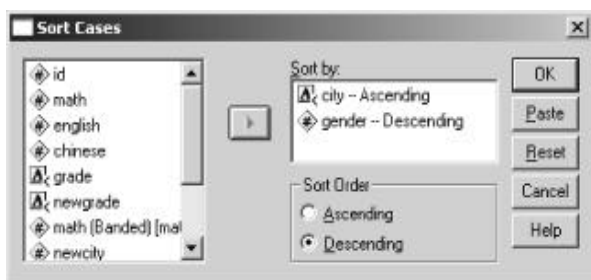 Sort Cases
id
math
english
chinese
grade
newgrade
math (Banded) [mat
newcity
Sort by:
city -- Ascending
gender -- Descending
Sort Order
Ascending
Descending
OK
Paste
Reset
Cancel
Help